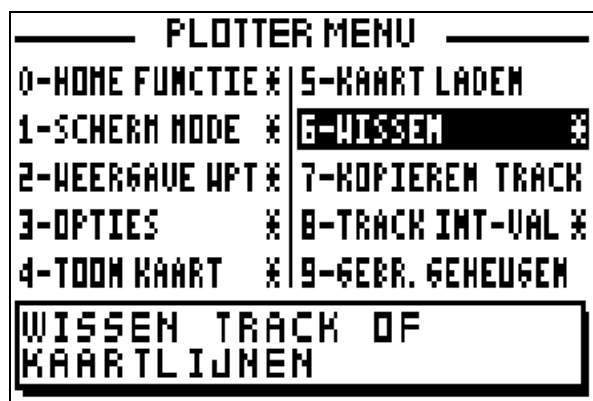 PLOTTER MENU
0-HOME FUNCTIE *
1-SCHERM MODE *
2-WEERGAVE WPT *
3-OPTIES *
4-TOON KAART *
5-KAART LADEN
6-WISSEN *
7-KOPIEREN TRACK
8-TRACK INT-VAL *
9-GEBR. GEHEUGEN
WISSEN TRACK OF
KAARTLIJNEN